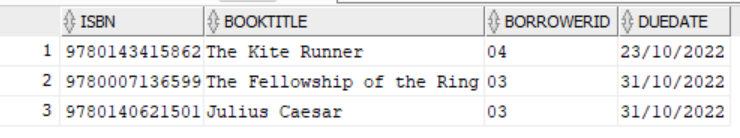 ISBN BOOKTITLE BORROWERID DUEDATE
1 9780143415862 The Kite Runner 04 23/10/2022
2 9780007136599 The Fellowship of the Ring 03 31/10/2022
3 9780140621501 Julius Caesar 03 31/10/2022